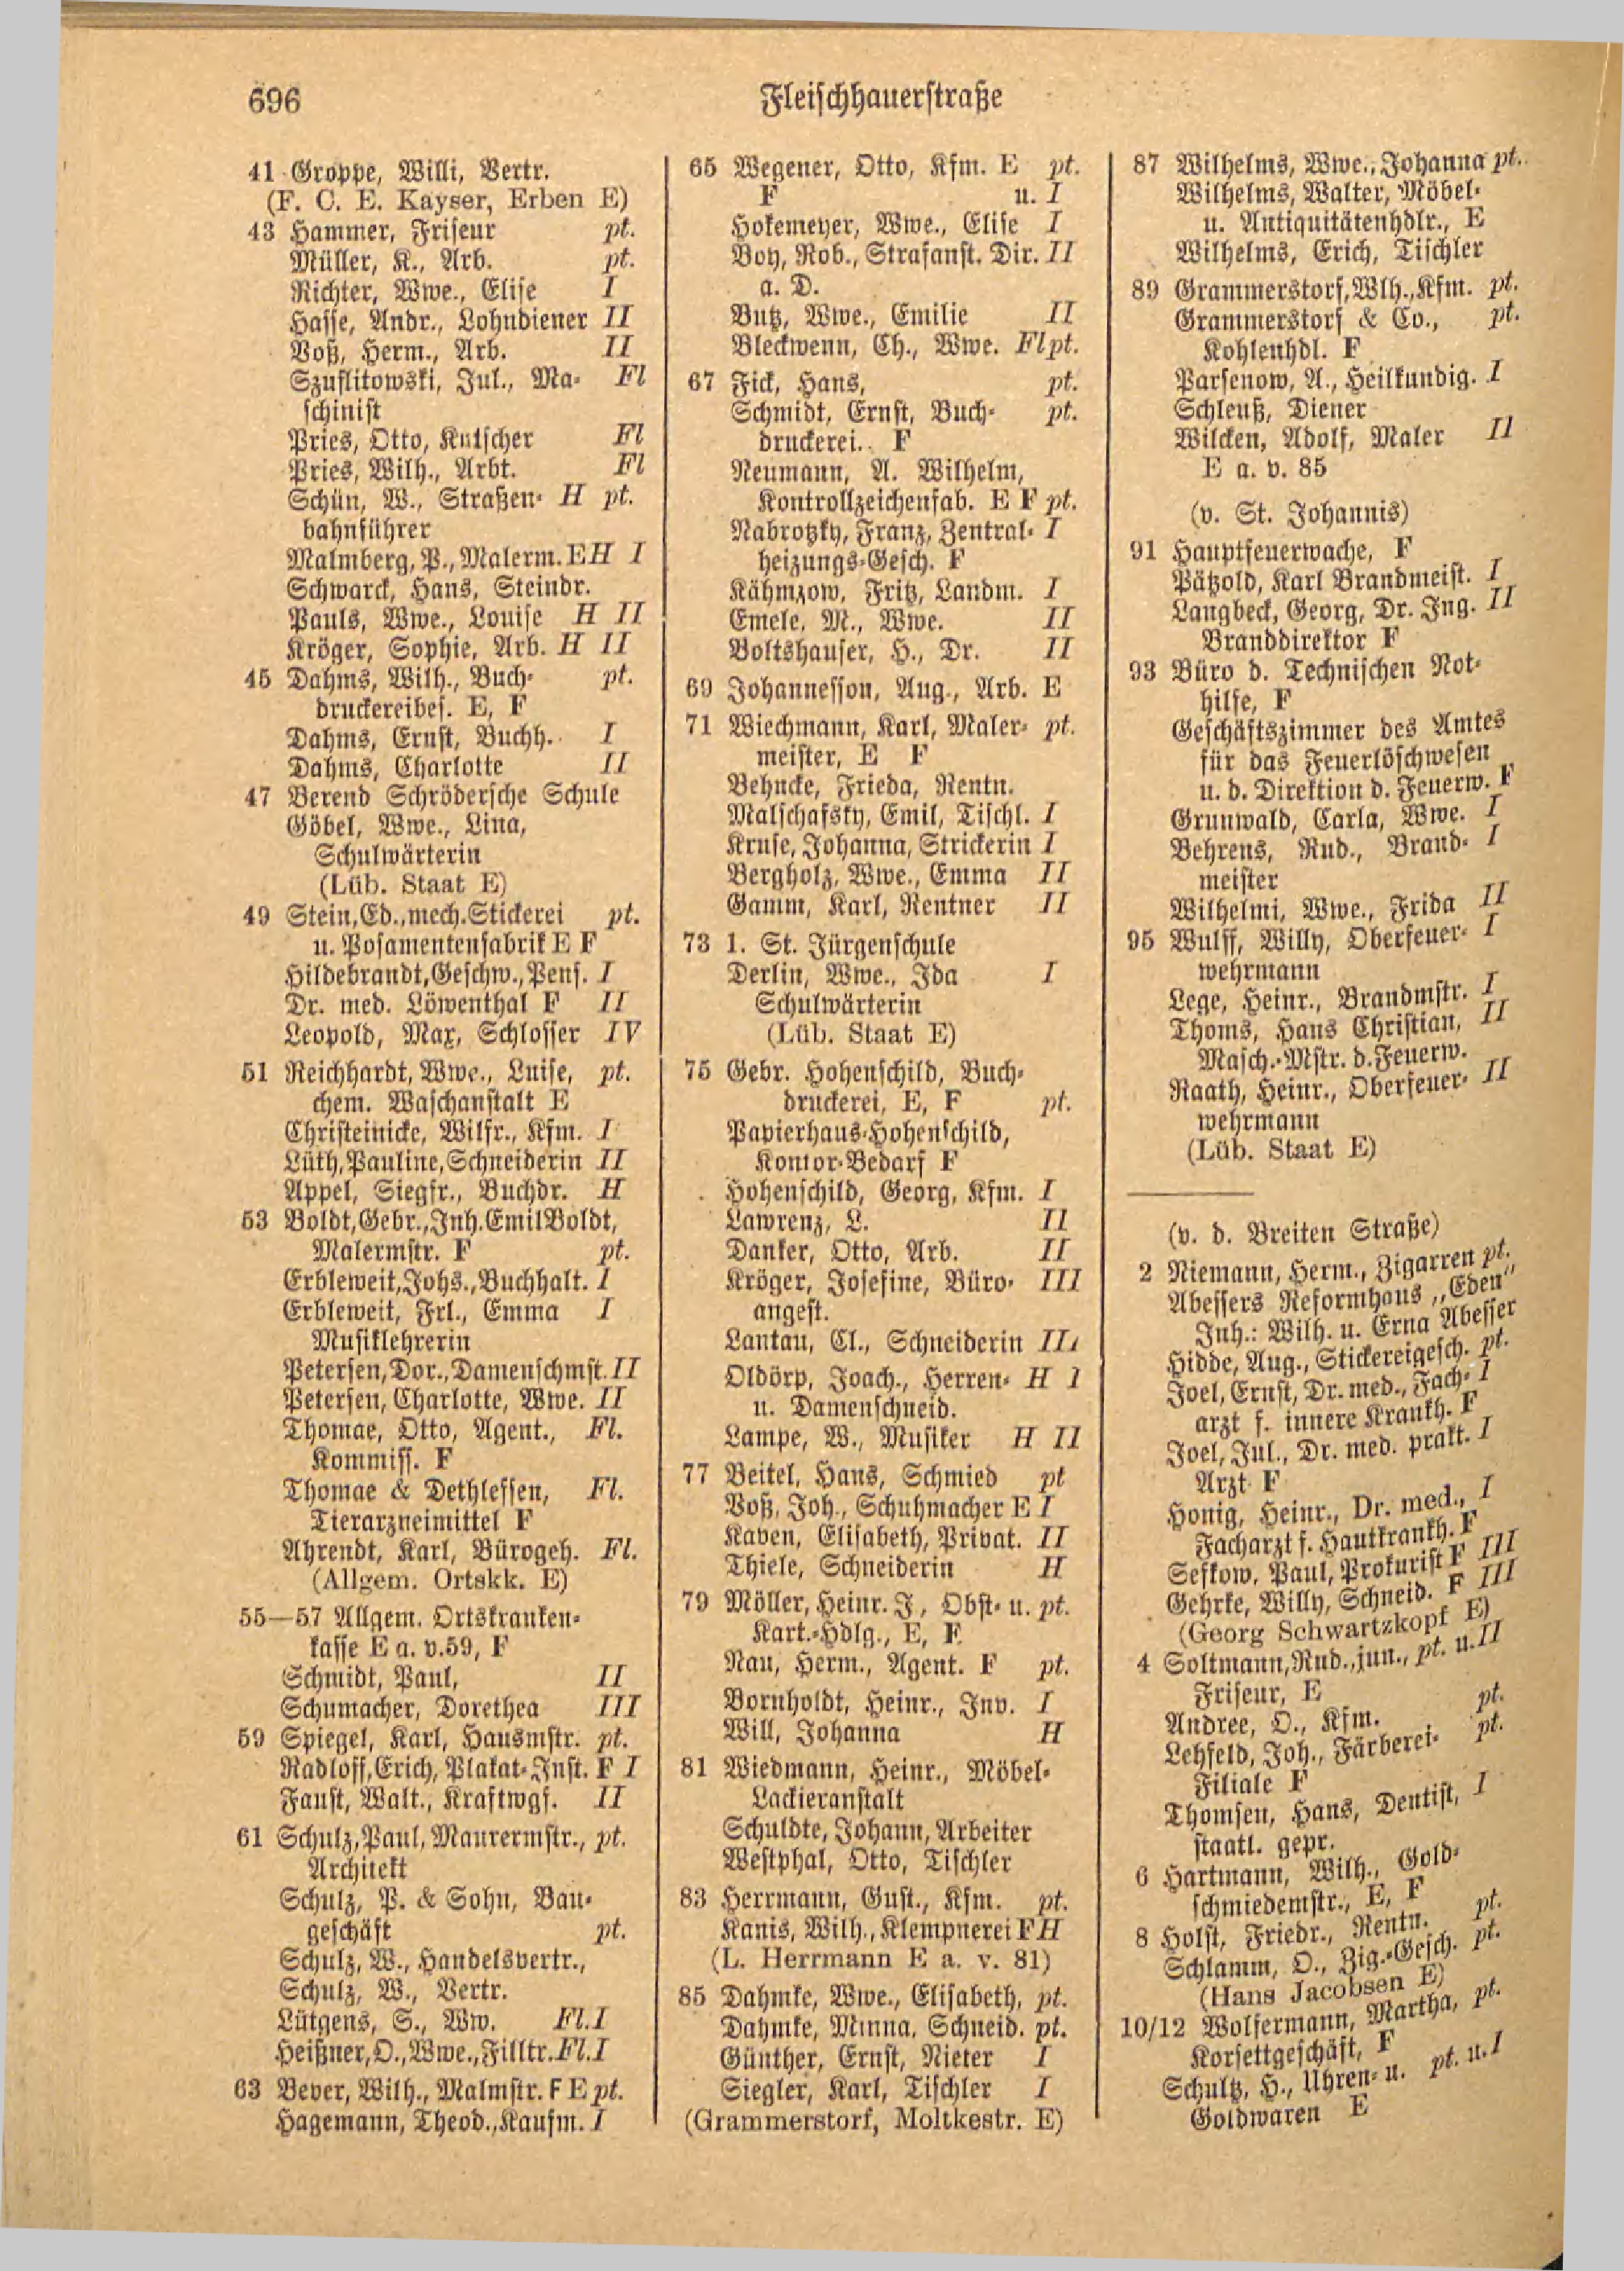 696
Fleischhauerstraße
41 Groppe, Willi, Vertr.
(F. C. E. Kayser, Erben E)
43 Hammer, Friseur pt.
Müller, K., Arb. pt.
Richter, Wwe., Elise I
Hasse, Andr., Lohndiener II
Voß, Herm., Arb. II
Szuflitowski, Jul., Ma- Fl
schinist
Pries, Otto, Kutscher Fl
Pries, Wilh., Arbt. Fl
Schün, W., Straßen- H pt.
bahnführer
Malmberg, P., Malerm. E H I
Schwarck, Hans, Steindr.
Pauls, Wwe., Louise H II
Kröger, Sophie, Arb. H II
45 Dahms, Wilh., Buch- pt.
druckereibes. E, F
Dahms, Ernst, Buchh. I
Dahms, Charlotte II
47 Berend Schrödersche Schule
Göbel, Wwe., Lina,
Schulwärterin
(Lüb. Staat E)
49 Stein, Ed., mech. Stickerei pt.
u. Posamentenfabrik E F
Hildebrandt, Geschw., Pens. I
Dr. med. Löwenthal F II
Leopold, Max, Schlosser IV
51 Reichhardt, Wwe., Luise, pt.
chem. Waschanstalt E
Christeinicke, Wilfr., Kfm. I
Lüth, Pauline, Schneiderin II
Appel, Siegfr., Buchdr. H
53 Boldt, Gebr., Inh. Emil Boldt,
Malermstr. F pt.
Erbleweit, Johs., Buchhalt. I
Erbleweit, Frl., Emma I
Musiklehrerin
Petersen, Dor., Damenschmst. II
Petersen, Charlotte, Wwe. II
Thomae, Otto, Agent., Fl.
Kommiss. F
Thomae & Dethlefsen, Fl.
Tierarzneimittel F
Ahrendt, Karl, Bürogeh. Fl.
(Allgem. Ortskk. E)
55—57 Allgem. Ortskranken-
kasse E a. v. 59, F
Schmidt, Paul, II
Schumacher, Dorethea III
59 Spiegel, Karl, Hausmstr. pt.
Radloff, Erich, Plakat-Inst. F I
Faust, Walt., Kraftwgf. II
61 Schulz, Paul, Maurermstr., pt.
Architekt
Schulz, P. & Sohn, Bau-
geschäft pt.
Schulz, W., Handelsvertr.,
Schulz, W., Vertr.
Lütgens, S., Ww. Fl. I
Heißner, O., Wwe., Filltr. Fl. I
63 Bever, Wilh., Malmstr. F E pt.
Hagemann, Theod., Kaufm. I
65 Wegener, Otto, Kfm. E pt.
F u. I
Hokemeyer, Wwe., Elise I
Boy, Rob., Strafanst. Dir. II
a. D.
Butz, Wwe., Emilie II
Bleckwenn, Ch., Wwe. Fl pt.
67 Fick, Hans, pt.
Schmidt, Ernst, Buch- pt.
druckerei. F
Neumann, A. Wilhelm,
Kontrollzeichenfab. E F pt.
Nabrotzky, Franz, Zentral- I
heizungs-Gesch. F
Kähmzow, Fritz, Landm. I
Emele, M., Wwe. II
Boltshauser, H., Dr. II
69 Johannesson, Aug., Arb. E
71 Wiechmann, Karl, Maler- pt.
meister, E F
Behncke, Frieda, Rentn.
Malschafsky, Emil, Tischl. I
Kruse, Johanna, Strickerin I
Bergholz, Wwe., Emma II
Gamm, Karl, Rentner II
73 1. St. Jürgenschule
Derlin, Wwe., Ida I
Schulwärterin
(Lüb. Staat E)
75 Gebr. Hohenschild, Buch-
druckerei, E, F pt.
Papierhaus-Hohenschild,
Kontor-Bedarf F
Hohenschild, Georg, Kfm. I
Lawrenz, L. II
Danker, Otto, Arb. II
Kröger, Josefine, Büro- III
angest.
Lantau, Cl., Schneiderin III
Oldörp, Joach., Herren- H I
u. Damenschneid.
Lampe, W., Musiker H II
77 Beitel, Hans, Schmied pt
Voß, Joh., Schuhmacher E I
Kaven, Elisabeth, Privat. II
Thiele, Schneiderin H
79 Möller, Heinr. J., Obst- u. pt.
Kart.-Hdlg., E, F
Nau, Herm., Agent. F pt.
Bornholdt, Heinr., Inv. I
Will, Johanna H
81 Wiedmann, Heinr., Möbel-
Lackieranstalt
Schuldte, Johann, Arbeiter
Westphal, Otto, Tischler
83 Herrmann, Gust., Kfm. pt.
Kanis, Wilh., Klempnerei F H
(L. Herrmann E a. v. 81)
85 Dahmke, Wwe., Elisabeth, pt.
Dahmke, Minna, Schneid. pt.
Günther, Ernst, Nieter I
Siegler, Karl, Tischler I
(Grammerstorf, Moltkestr. E)
87 Wilhelms, Wwe., Johanna pt.
Wilhelms, Walter, Möbel-
u. Antiquitätenhdlr., E
Wilhelms, Erich, Tischler
89 Grammerstorf, Wlh., Kfm. pt.
Grammerstorf & Co., pt.
Kohlenhdl. F
Parsenow, A., Heilkundig. I
Schleuß, Diener
Wilcken, Adolf, Maler II
E a. v. 85
(v. St. Johannis)
91 Hauptfeuerwache, F
Pätzold, Karl Brandmeist. I
Langbeck, Georg, Dr. Ing. II
Branddirektor F
93 Büro d. Technischen Not-
hilfe, F
Geschäftszimmer des Amtes
für das Feuerlöschwesen
u. d. Direktion d. Feuerw. F
Grunwald, Carla, Wwe. I
Behrens, Rud., Brand- I
meister
Wilhelmi, Wwe., Frida II
95 Wulff, Willy, Oberfeuer- I
wehrmann
Lege, Heinr., Brandmstr. I
Thoms, Hans Christian, II
Masch.-Mstr. d. Feuerw.
Raath, Heinr., Oberfeuer- II
wehrmann
(Lüb. Staat E)
(v. d. Breiten Straße)
2 Niemann, Herm., Zigarren pt.
Abessers Reformhaus „Eden"
Inh.: Wilh. u. Erna Abesser
Hidde, Aug., Stickereigesch. pt.
Joel, Ernst, Dr. med., Fach- I
arzt f. innere Krankh. F
Joel, Jul., Dr. med. prakt. I
Arzt F
Honig, Heinr., Dr. med., I
Facharzt f. Hautkrankh. F
Seskow, Paul, Prokurist F III
Gehrke, Willy, Schneid. F III
(Georg Schwartzkopf E)
4 Soltmann, Rud., jun., pt. u. II
Friseur, E
Andree, O., Kfm. pt.
Lehfeld, Joh., Färberei- pt.
Filiale F
Thomsen, Hans, Dentist, I
staatl. gepr.
6 Hartmann, Wilh., Gold-
schmiedemstr., E, F
8 Holst, Friedr., Rentn. pt.
Schlamm, O., Zig.-Gesch. pt.
(Hans Jacobsen E)
10/12 Wolfermann, Martha, pt.
Korsettgeschäft, F
Schultz, H., Uhren- u. pt. u. I
Goldwaren E